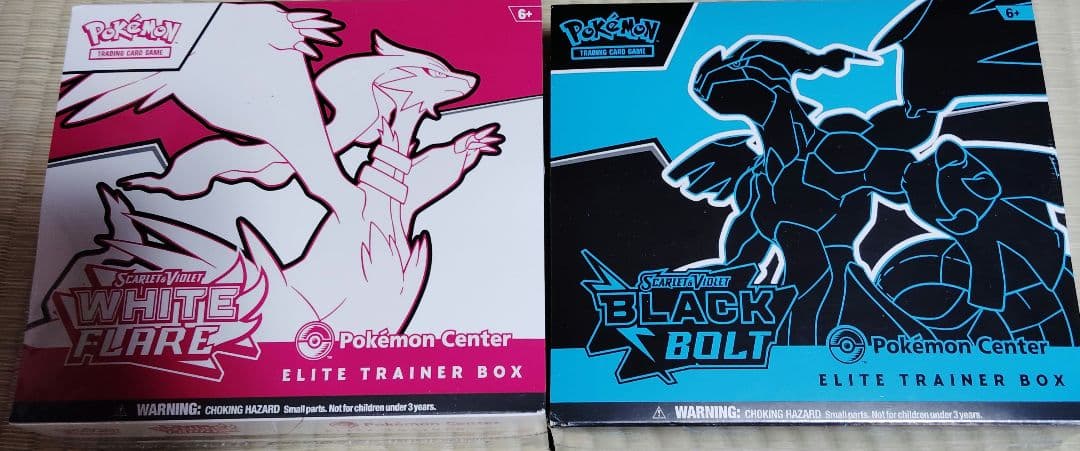 POKÉMON
TRADING CARD GAME
6+
SCARLET & VIOLET
WHITE
FLARE
Pokémon Center
ELITE TRAINER BOX
WARNING: CHOKING HAZARD Small parts. Not for children under 3 years.
Pokémon Center
POKÉMON
TRADING CARD GAME
6+
SCARLET & VIOLET
BLACK
BOLT
Pokémon Center
ELITE TRAINER BOX
WARNING: CHOKING HAZARD Small parts. Not for children under 3 years.